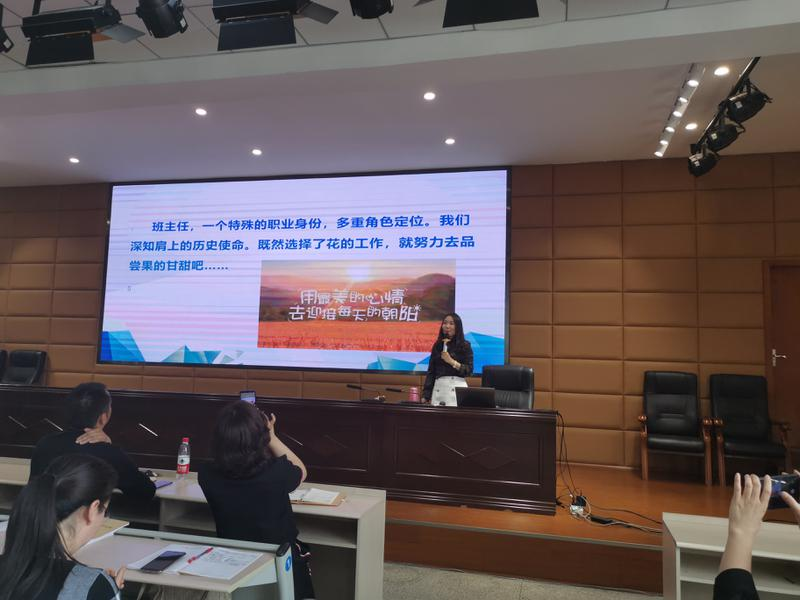 班主任，一个特殊的职业身份，多重角色定位。我们
深知肩上的历史使命。既然选择了花的工作，就努力去品
尝果的甘甜吧……
用最美的心情
去迎接每天的朝阳